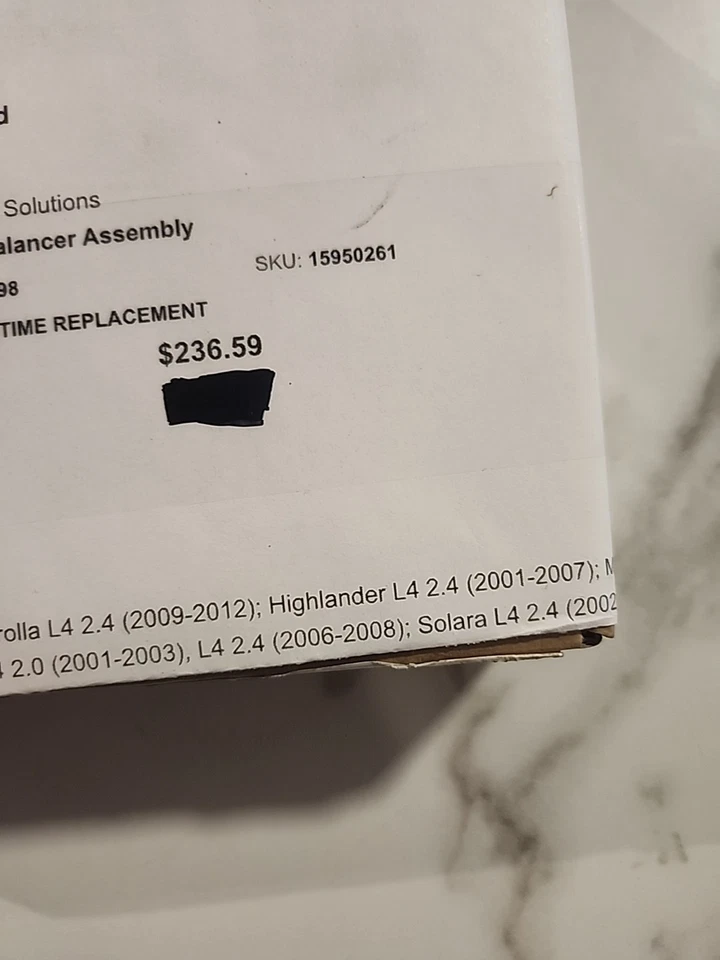 d
Solutions
alancer Assembly
SKU: 15950261
98
TIME REPLACEMENT
$236.59
rolla L4 2.4 (2009-2012); Highlander L4 2.4 (2001-2007); M
4 2.0 (2001-2003), L4 2.4 (2006-2008); Solara L4 2.4 (2002